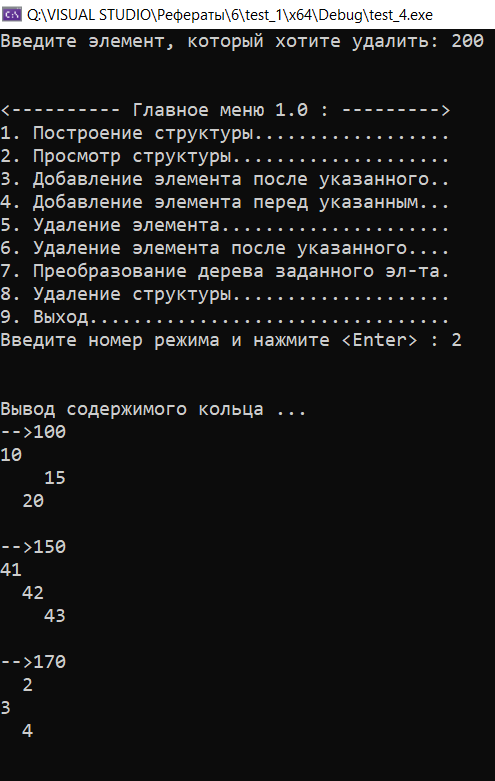 Q:\VISUAL STUDIO\Рефераты\6\test_1\x64\Debug\test_4.exe
Введите элемент, который хотите удалить: 200
<---------- Главное меню 1.0 : --------->
1. Построение структуры..................
2. Просмотр структуры....................
3. Добавление элемента после указанного..
4. Добавление элемента перед указанным...
5. Удаление элемента.....................
6. Удаление элемента после указанного....
7. Преобразование дерева заданного эл-та.
8. Удаление структуры....................
9. Выход.................................
Введите номер режима и нажмите <Enter> : 2
Вывод содержимого кольца ...
-->100
10
    15
  20
-->150
41
  42
    43
-->170
  2
3
  4